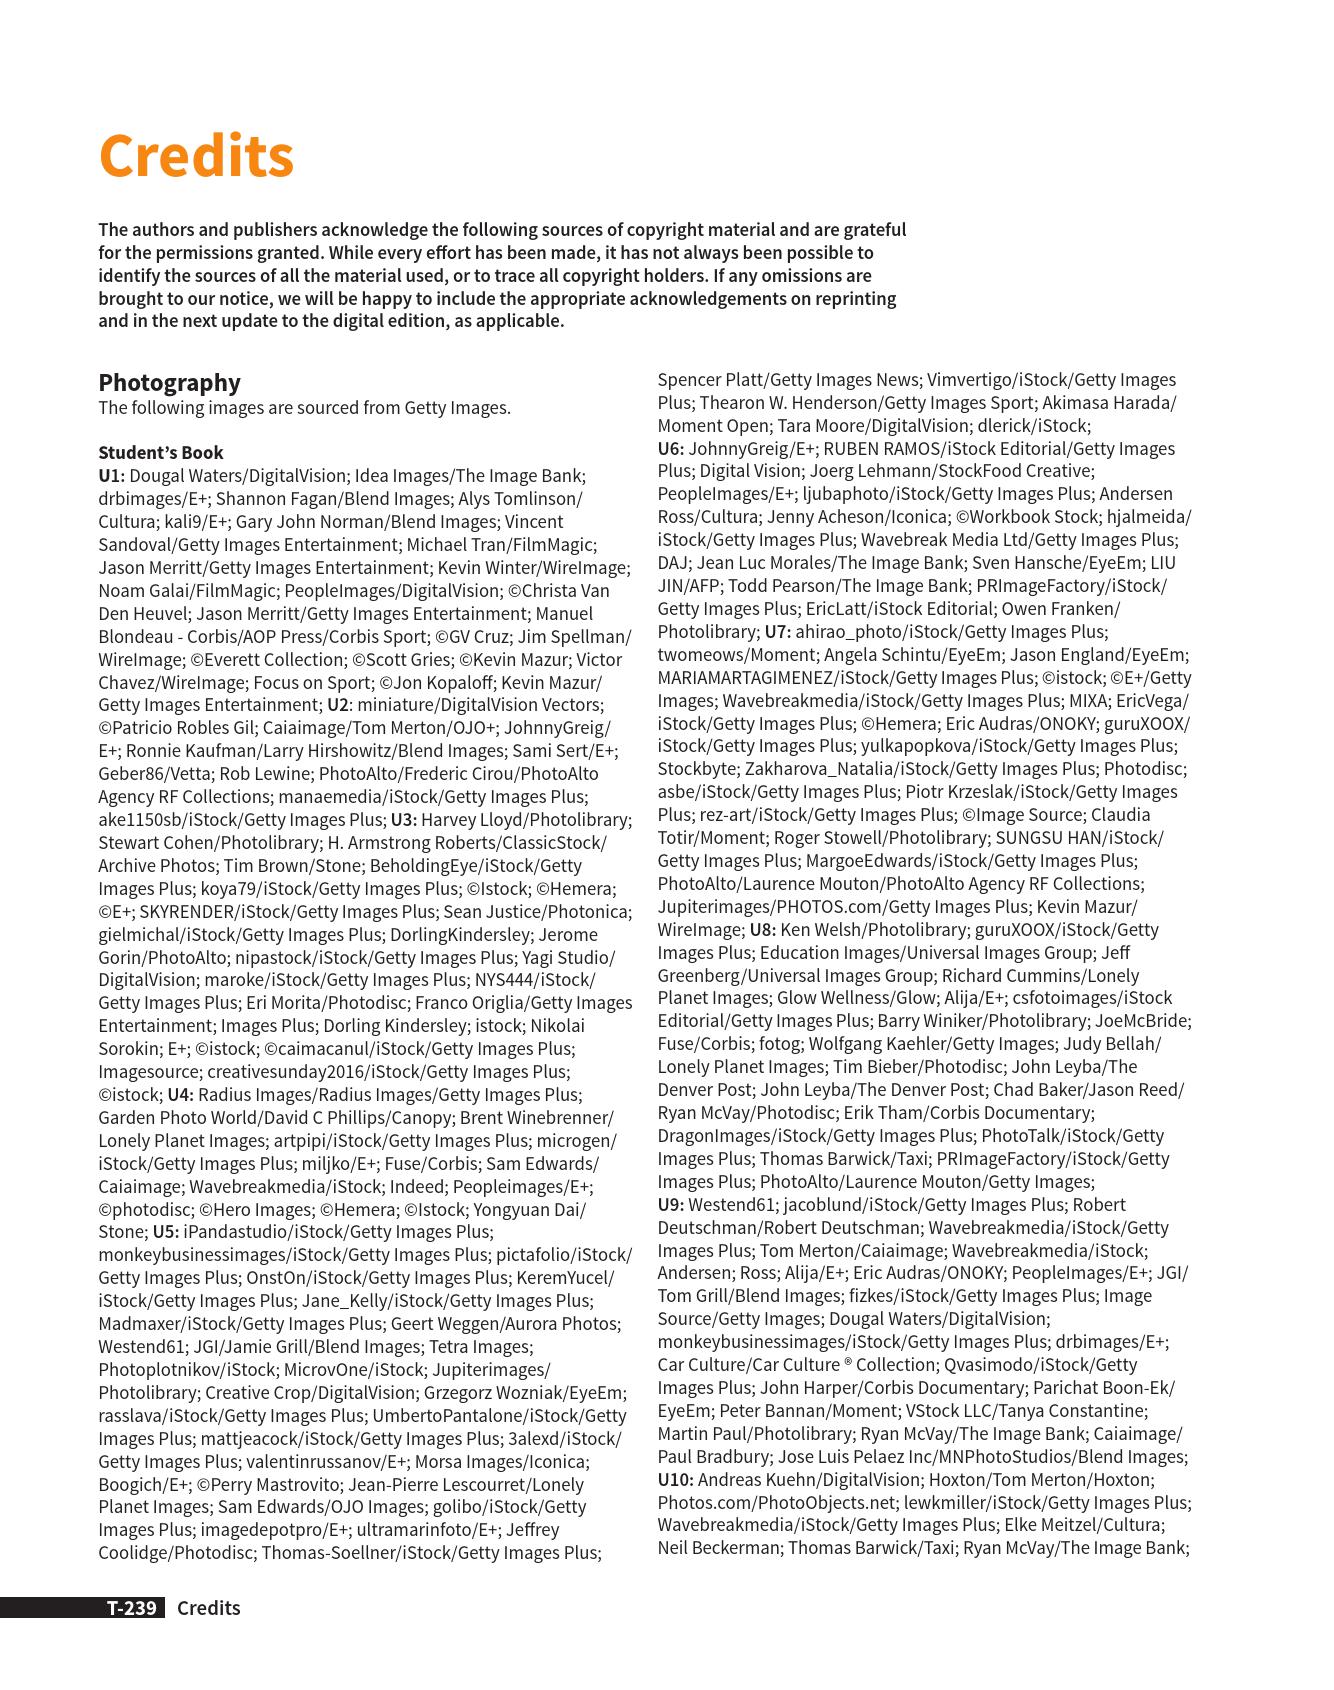 Credits
The authors and publishers acknowledge the following sources of copyright material and are grateful
for the permissions granted. While every effort has been made, it has not always been possible to
identify the sources of all the material used, or to trace all copyright holders. If any omissions are
brought to our notice, we will be happy to include the appropriate acknowledgements on reprinting
and in the next update to the digital edition, as applicable.
Photography
The following images are sourced from Getty Images.
Student’s Book
U1: Dougal Waters/DigitalVision; Idea Images/The Image Bank;
drbimages/E+; Shannon Fagan/Blend Images; Alys Tomlinson/
Cultura; kali9/E+; Gary John Norman/Blend Images; Vincent
Sandoval/Getty Images Entertainment; Michael Tran/FilmMagic;
Jason Merritt/Getty Images Entertainment; Kevin Winter/WireImage;
Noam Galai/FilmMagic; PeopleImages/DigitalVision; ©Christa Van
Den Heuvel; Jason Merritt/Getty Images Entertainment; Manuel
Blondeau - Corbis/AOP Press/Corbis Sport; ©GV Cruz; Jim Spellman/
WireImage; ©Everett Collection; ©Scott Gries; ©Kevin Mazur; Victor
Chavez/WireImage; Focus on Sport; ©Jon Kopaloff; Kevin Mazur/
Getty Images Entertainment; U2: miniature/DigitalVision Vectors;
©Patricio Robles Gil; Caiaimage/Tom Merton/OJO+; JohnnyGreig/
E+; Ronnie Kaufman/Larry Hirshowitz/Blend Images; Sami Sert/E+;
Geber86/Vetta; Rob Lewine; PhotoAlto/Frederic Cirou/PhotoAlto
Agency RF Collections; manaemedia/iStock/Getty Images Plus;
ake1150sb/iStock/Getty Images Plus; U3: Harvey Lloyd/Photolibrary;
Stewart Cohen/Photolibrary; H. Armstrong Roberts/ClassicStock/
Archive Photos; Tim Brown/Stone; BeholdingEye/iStock/Getty
Images Plus; koya79/iStock/Getty Images Plus; ©Istock; ©Hemera;
©E+; SKYRENDER/iStock/Getty Images Plus; Sean Justice/Photonica;
gielmichal/iStock/Getty Images Plus; DorlingKindersley; Jerome
Gorin/PhotoAlto; nipastock/iStock/Getty Images Plus; Yagi Studio/
DigitalVision; maroke/iStock/Getty Images Plus; NYS444/iStock/
Getty Images Plus; Eri Morita/Photodisc; Franco Origlia/Getty Images
Entertainment; Images Plus; Dorling Kindersley; istock; Nikolai
Sorokin; E+; ©istock; ©caimacanul/iStock/Getty Images Plus;
Imagesource; creativesunday2016/iStock/Getty Images Plus;
©istock; U4: Radius Images/Radius Images/Getty Images Plus;
Garden Photo World/David C Phillips/Canopy; Brent Winebrenner/
Lonely Planet Images; artpipi/iStock/Getty Images Plus; microgen/
iStock/Getty Images Plus; miljko/E+; Fuse/Corbis; Sam Edwards/
Caiaimage; Wavebreakmedia/iStock; Indeed; Peopleimages/E+;
©photodisc; ©Hero Images; ©Hemera; ©Istock; Yongyuan Dai/
Stone; U5: iPandastudio/iStock/Getty Images Plus;
monkeybusinessimages/iStock/Getty Images Plus; pictafolio/iStock/
Getty Images Plus; OnstOn/iStock/Getty Images Plus; KeremYucel/
iStock/Getty Images Plus; Jane_Kelly/iStock/Getty Images Plus;
Madmaxer/iStock/Getty Images Plus; Geert Weggen/Aurora Photos;
Westend61; JGI/Jamie Grill/Blend Images; Tetra Images;
Photoplotnikov/iStock; MicrovOne/iStock; Jupiterimages/
Photolibrary; Creative Crop/DigitalVision; Grzegorz Wozniak/EyeEm;
rasslava/iStock/Getty Images Plus; UmbertoPantalone/iStock/Getty
Images Plus; mattjeacock/iStock/Getty Images Plus; 3alexd/iStock/
Getty Images Plus; valentinrussanov/E+; Morsa Images/Iconica;
Boogich/E+; ©Perry Mastrovito; Jean-Pierre Lescourret/Lonely
Planet Images; Sam Edwards/OJO Images; golibo/iStock/Getty
Images Plus; imagedepotpro/E+; ultramarinfoto/E+; Jeffrey
Coolidge/Photodisc; Thomas-Soellner/iStock/Getty Images Plus;
Spencer Platt/Getty Images News; Vimvertigo/iStock/Getty Images
Plus; Thearon W. Henderson/Getty Images Sport; Akimasa Harada/
Moment Open; Tara Moore/DigitalVision; dlerick/iStock;
U6: JohnnyGreig/E+; RUBEN RAMOS/iStock Editorial/Getty Images
Plus; Digital Vision; Joerg Lehmann/StockFood Creative;
PeopleImages/E+; ljubaphoto/iStock/Getty Images Plus; Andersen
Ross/Cultura; Jenny Acheson/Iconica; ©Workbook Stock; hjalmeida/
iStock/Getty Images Plus; Wavebreak Media Ltd/Getty Images Plus;
DAJ; Jean Luc Morales/The Image Bank; Sven Hansche/EyeEm; LIU
JIN/AFP; Todd Pearson/The Image Bank; PRImageFactory/iStock/
Getty Images Plus; EricLatt/iStock Editorial; Owen Franken/
Photolibrary; U7: ahirao_photo/iStock/Getty Images Plus;
twomeows/Moment; Angela Schintu/EyeEm; Jason England/EyeEm;
MARIAMARTAGIMENEZ/iStock/Getty Images Plus; ©istock; ©E+/Getty
Images; Wavebreakmedia/iStock/Getty Images Plus; MIXA; EricVega/
iStock/Getty Images Plus; ©Hemera; Eric Audras/ONOKY; guruXOOX/
iStock/Getty Images Plus; yulkapopkova/iStock/Getty Images Plus;
Stockbyte; Zakharova_Natalia/iStock/Getty Images Plus; Photodisc;
asbe/iStock/Getty Images Plus; Piotr Krzeslak/iStock/Getty Images
Plus; rez-art/iStock/Getty Images Plus; ©Image Source; Claudia
Totir/Moment; Roger Stowell/Photolibrary; SUNGSU HAN/iStock/
Getty Images Plus; MargoeEdwards/iStock/Getty Images Plus;
PhotoAlto/Laurence Mouton/PhotoAlto Agency RF Collections;
Jupiterimages/PHOTOS.com/Getty Images Plus; Kevin Mazur/
WireImage; U8: Ken Welsh/Photolibrary; guruXOOX/iStock/Getty
Images Plus; Education Images/Universal Images Group; Jeff
Greenberg/Universal Images Group; Richard Cummins/Lonely
Planet Images; Glow Wellness/Glow; Alija/E+; csfotoimages/iStock
Editorial/Getty Images Plus; Barry Winiker/Photolibrary; JoeMcBride;
Fuse/Corbis; fotog; Wolfgang Kaehler/Getty Images; Judy Bellah/
Lonely Planet Images; Tim Bieber/Photodisc; John Leyba/The
Denver Post; John Leyba/The Denver Post; Chad Baker/Jason Reed/
Ryan McVay/Photodisc; Erik Tham/Corbis Documentary;
DragonImages/iStock/Getty Images Plus; PhotoTalk/iStock/Getty
Images Plus; Thomas Barwick/Taxi; PRImageFactory/iStock/Getty
Images Plus; PhotoAlto/Laurence Mouton/Getty Images;
U9: Westend61; jacoblund/iStock/Getty Images Plus; Robert
Deutschman/Robert Deutschman; Wavebreakmedia/iStock/Getty
Images Plus; Tom Merton/Caiaimage; Wavebreakmedia/iStock;
Andersen; Ross; Alija/E+; Eric Audras/ONOKY; PeopleImages/E+; JGI/
Tom Grill/Blend Images; fizkes/iStock/Getty Images Plus; Image
Source/Getty Images; Dougal Waters/DigitalVision;
monkeybusinessimages/iStock/Getty Images Plus; drbimages/E+;
Car Culture/Car Culture ® Collection; Qvasimodo/iStock/Getty
Images Plus; John Harper/Corbis Documentary; Parichat Boon-Ek/
EyeEm; Peter Bannan/Moment; VStock LLC/Tanya Constantine;
Martin Paul/Photolibrary; Ryan McVay/The Image Bank; Caiaimage/
Paul Bradbury; Jose Luis Pelaez Inc/MNPhotoStudios/Blend Images;
U10: Andreas Kuehn/DigitalVision; Hoxton/Tom Merton/Hoxton;
Photos.com/PhotoObjects.net; lewkmiller/iStock/Getty Images Plus;
Wavebreakmedia/iStock/Getty Images Plus; Elke Meitzel/Cultura;
Neil Beckerman; Thomas Barwick/Taxi; Ryan McVay/The Image Bank;
T-239 Credits